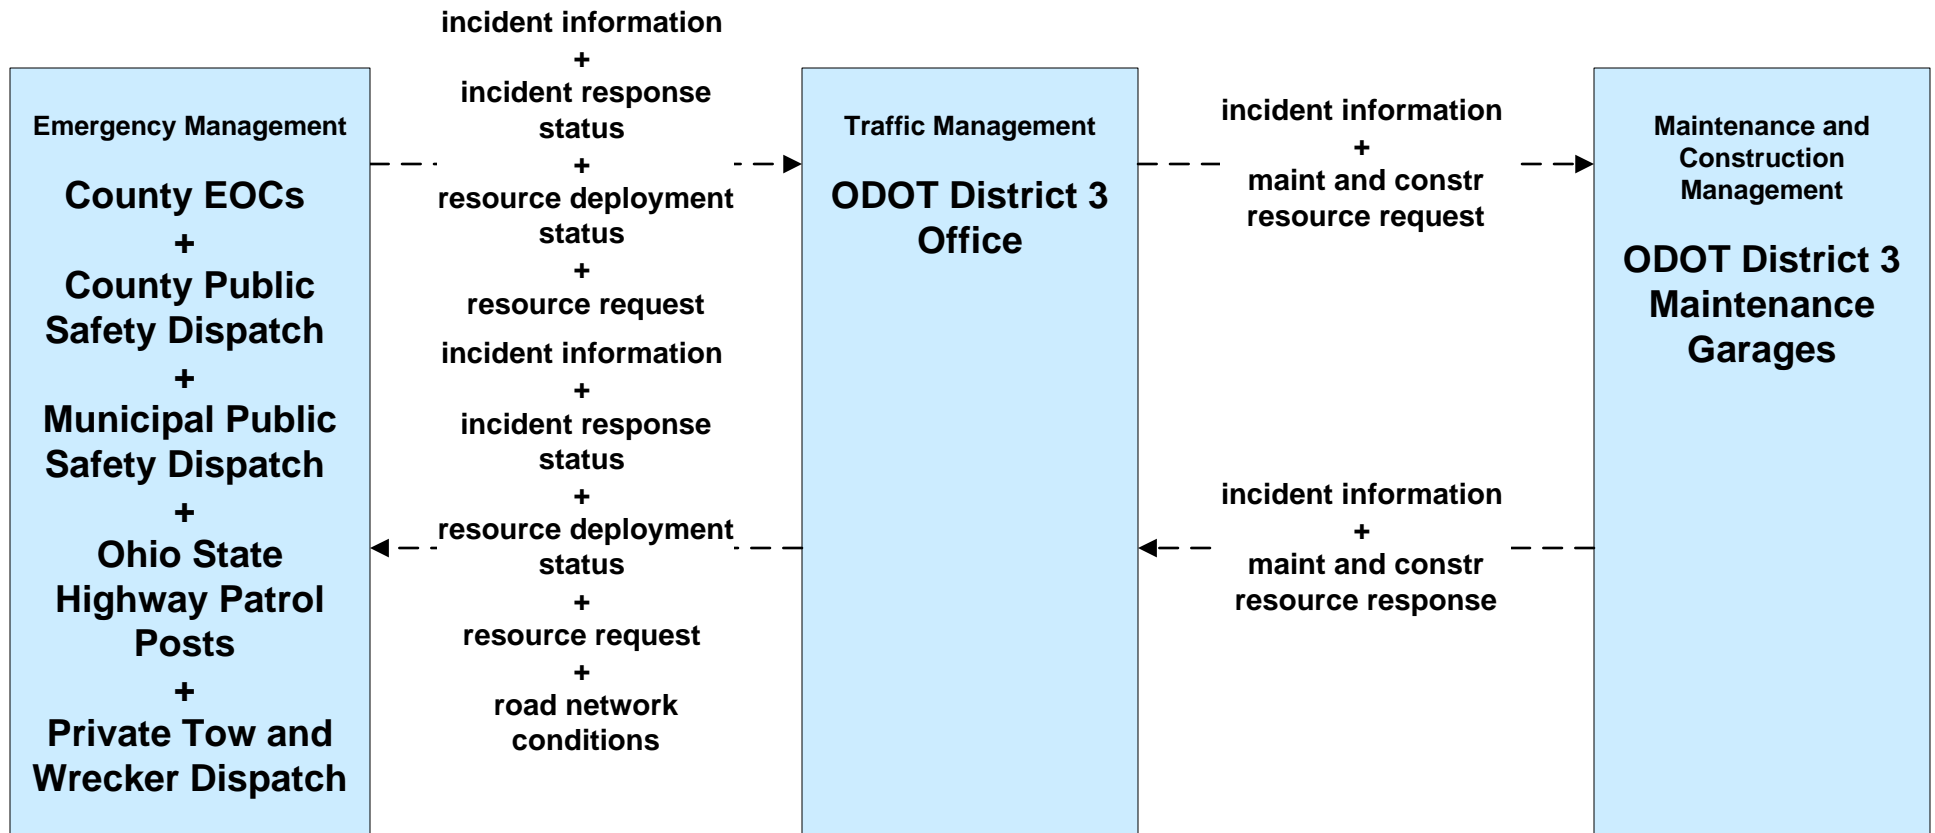 Emergency Management
County EOCs
+
County Public
Safety Dispatch
+
Municipal Public
Safety Dispatch
+
Ohio State
Highway Patrol
Posts
+
Private Tow and
Wrecker Dispatch
incident information
+
incident response
status
+
resource deployment
status
+
resource request
incident information
+
incident response
status
+
resource deployment
status
+
resource request
+
road network
conditions
Traffic Management
ODOT District 3
Office
incident information
+
maint and constr
resource request
incident information
+
maint and constr
resource response
Maintenance and
Construction
Management
ODOT District 3
Maintenance
Garages